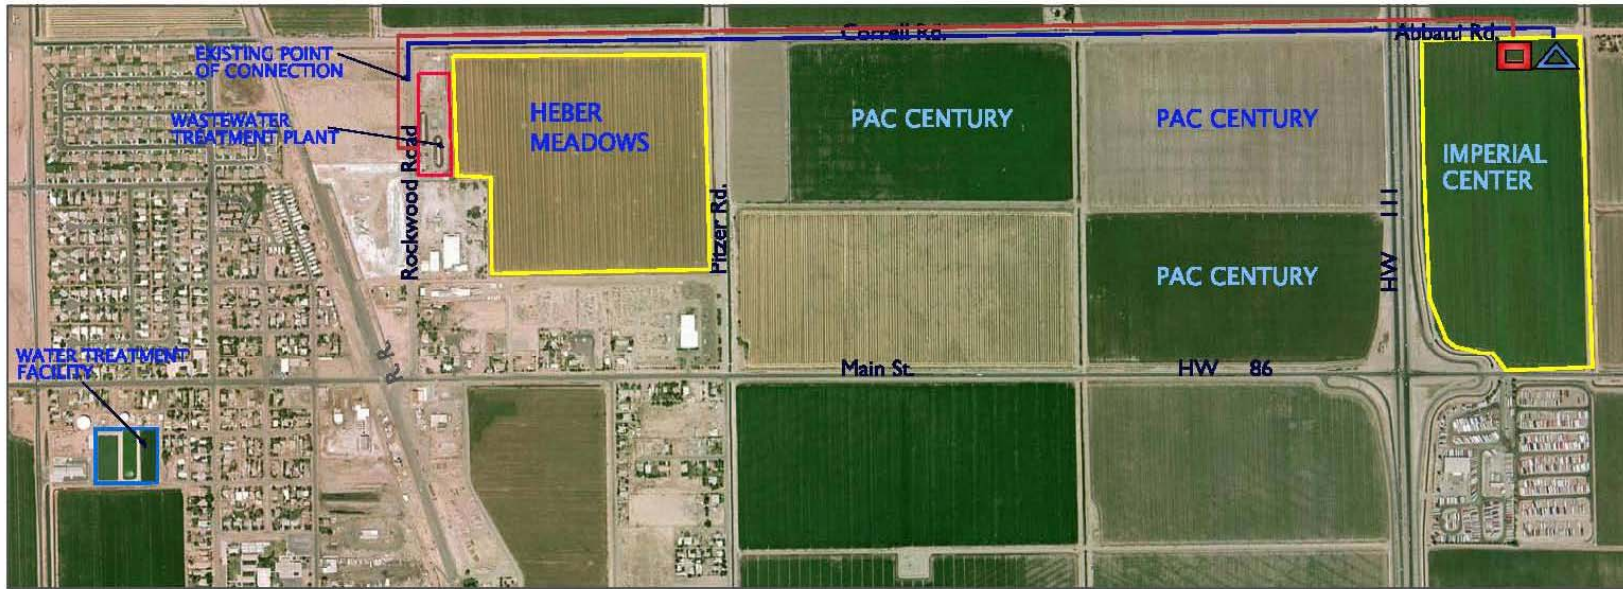 Correll Rd.
Abbatti Rd.
EXISTING POINT
OF CONNECTION
WASTEWATER
TREATMENT PLANT
HEBER
MEADOWS
PAC CENTURY
PAC CENTURY
IMPERIAL
CENTER
Rockwood Road
Pitzer Rd.
HW 111
PAC CENTURY
WATER TREATMENT
FACILITY
R.R.
Main St.
HW 86